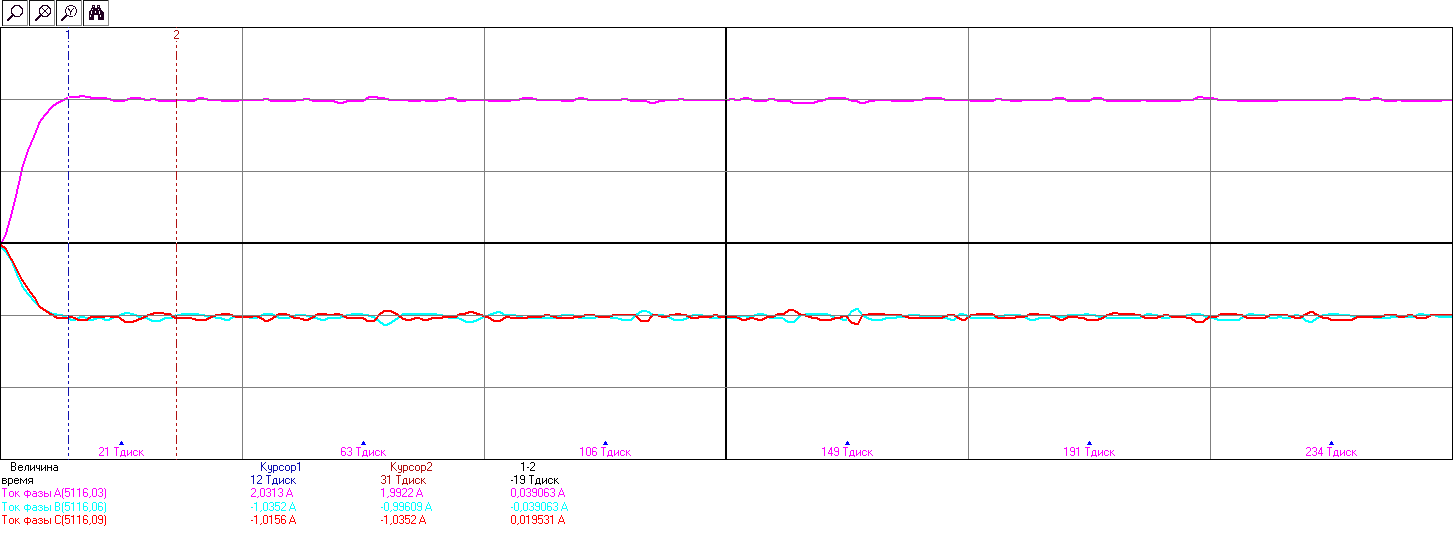 1 2
21 Тдиск 63 Тдиск 106 Тдиск 149 Тдиск 191 Тдиск 234 Тдиск
Величина Курсор1 Курсор2 1-2
время 12 Тдиск 31 Тдиск -19 Тдиск
Ток фазы А(5116,03) 2,0313 А 1,9922 А 0,039063 А
Ток фазы В(5116,06) -1,0352 А -0,99609 А -0,039063 А
Ток фазы С(5116,09) -1,0156 А -1,0352 А 0,019531 А